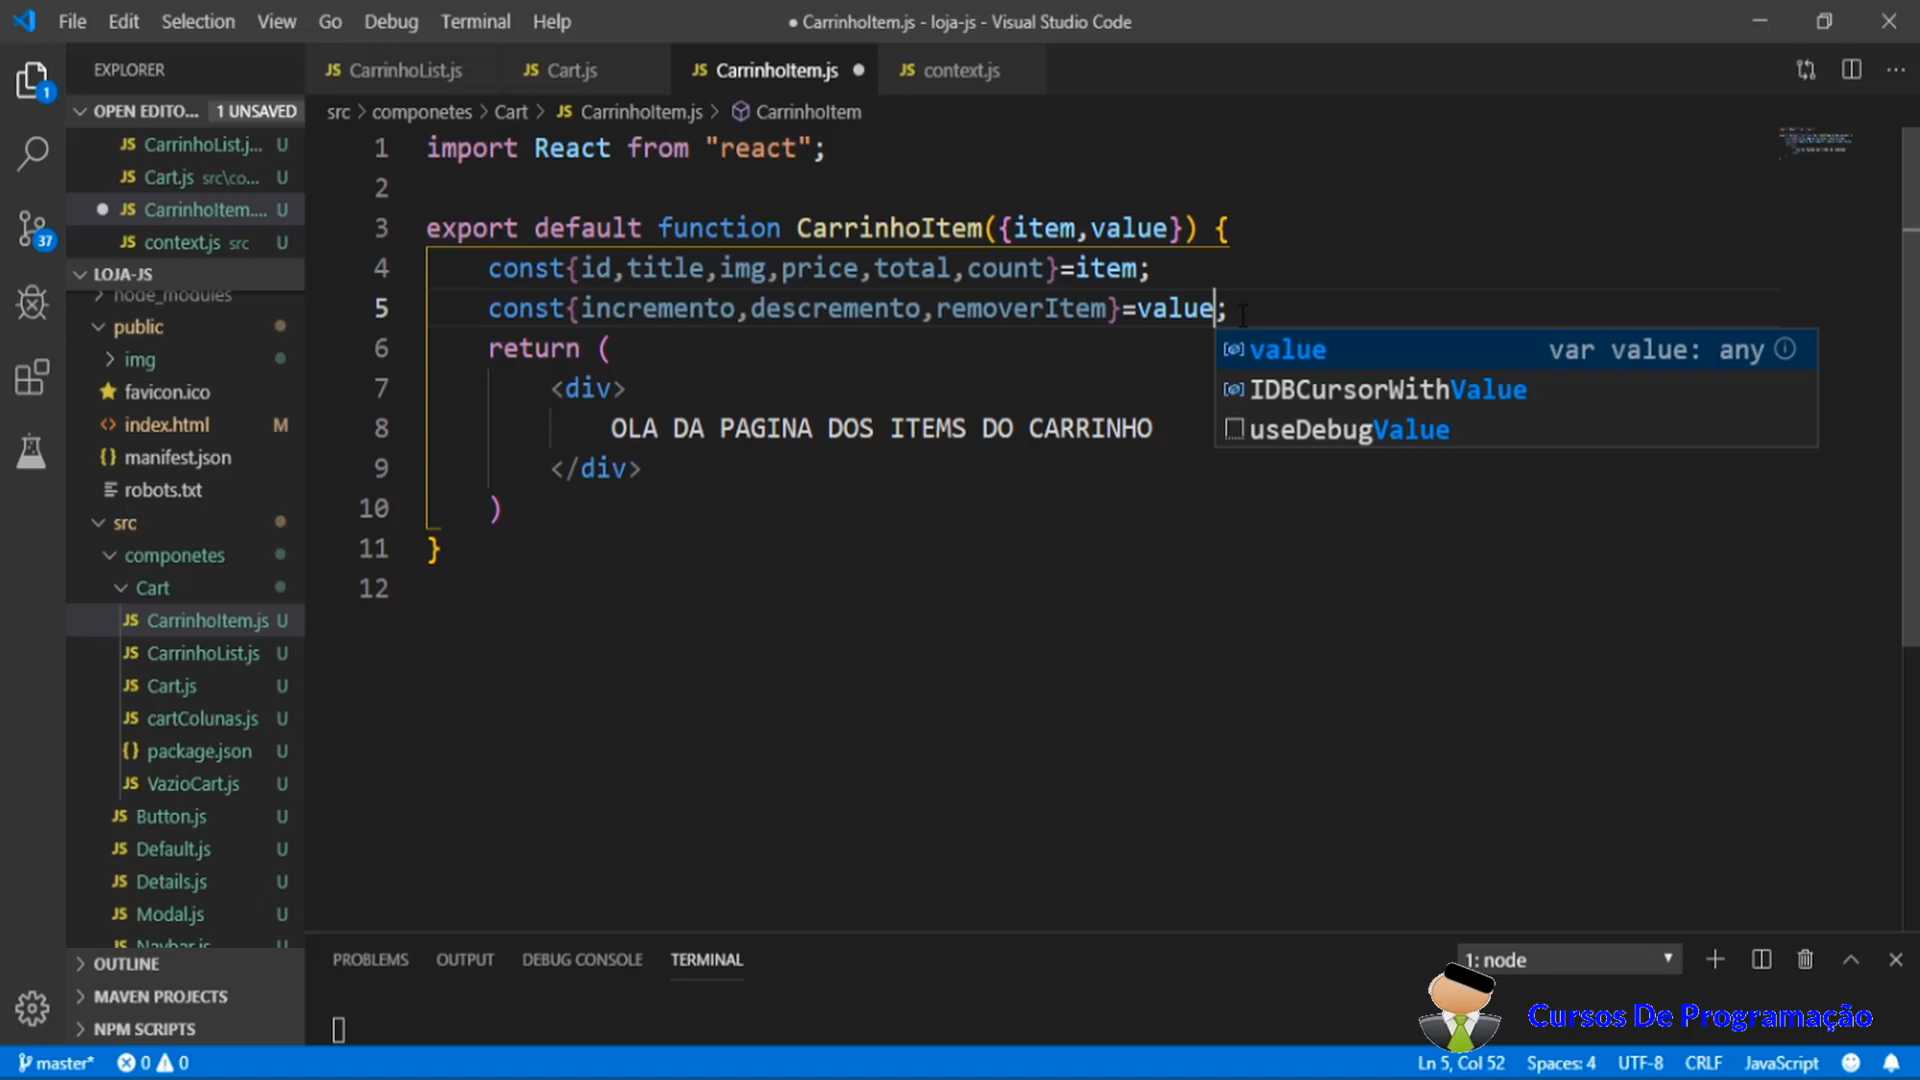 File Edit Selection View Go Debug Terminal Help
● CarrinhoItem.js - loja-js - Visual Studio Code
EXPLORER
JS CarrinhoList.js JS Cart.js JS CarrinhoItem.js ● JS context.js
OPEN EDITO... 1 UNSAVED
JS CarrinhoList.j... U
JS Cart.js src\co... U
● JS CarrinhoItem.... U
JS context.js src U
LOJA-JS
node_modules
public
img
favicon.ico
index.html M
manifest.json
robots.txt
src
componetes
Cart
JS CarrinhoItem.js U
JS CarrinhoList.js U
JS Cart.js U
JS cartColunas.js U
{} package.json U
JS VazioCart.js U
JS Button.js U
JS Default.js U
JS Details.js U
JS Modal.js U
JS Navbar.js U
OUTLINE
MAVEN PROJECTS
NPM SCRIPTS
1
37
src > componetes > Cart > JS CarrinhoItem.js > CarrinhoItem
1 import React from "react";
2
3 export default function CarrinhoItem({item,value}) {
4 const{id,title,img,price,total,count}=item;
5 const{incremento,descremento,removerItem}=value;
6 return (
7 <div>
8 OLA DA PAGINA DOS ITEMS DO CARRINHO
9 </div>
10 )
11 }
12
value var value: any
IDBCursorWithValue
useDebugValue
PROBLEMS OUTPUT DEBUG CONSOLE TERMINAL
1: node
Cursos De Programação
master* 0 0
Ln 5, Col 52 Spaces: 4 UTF-8 CRLF JavaScript